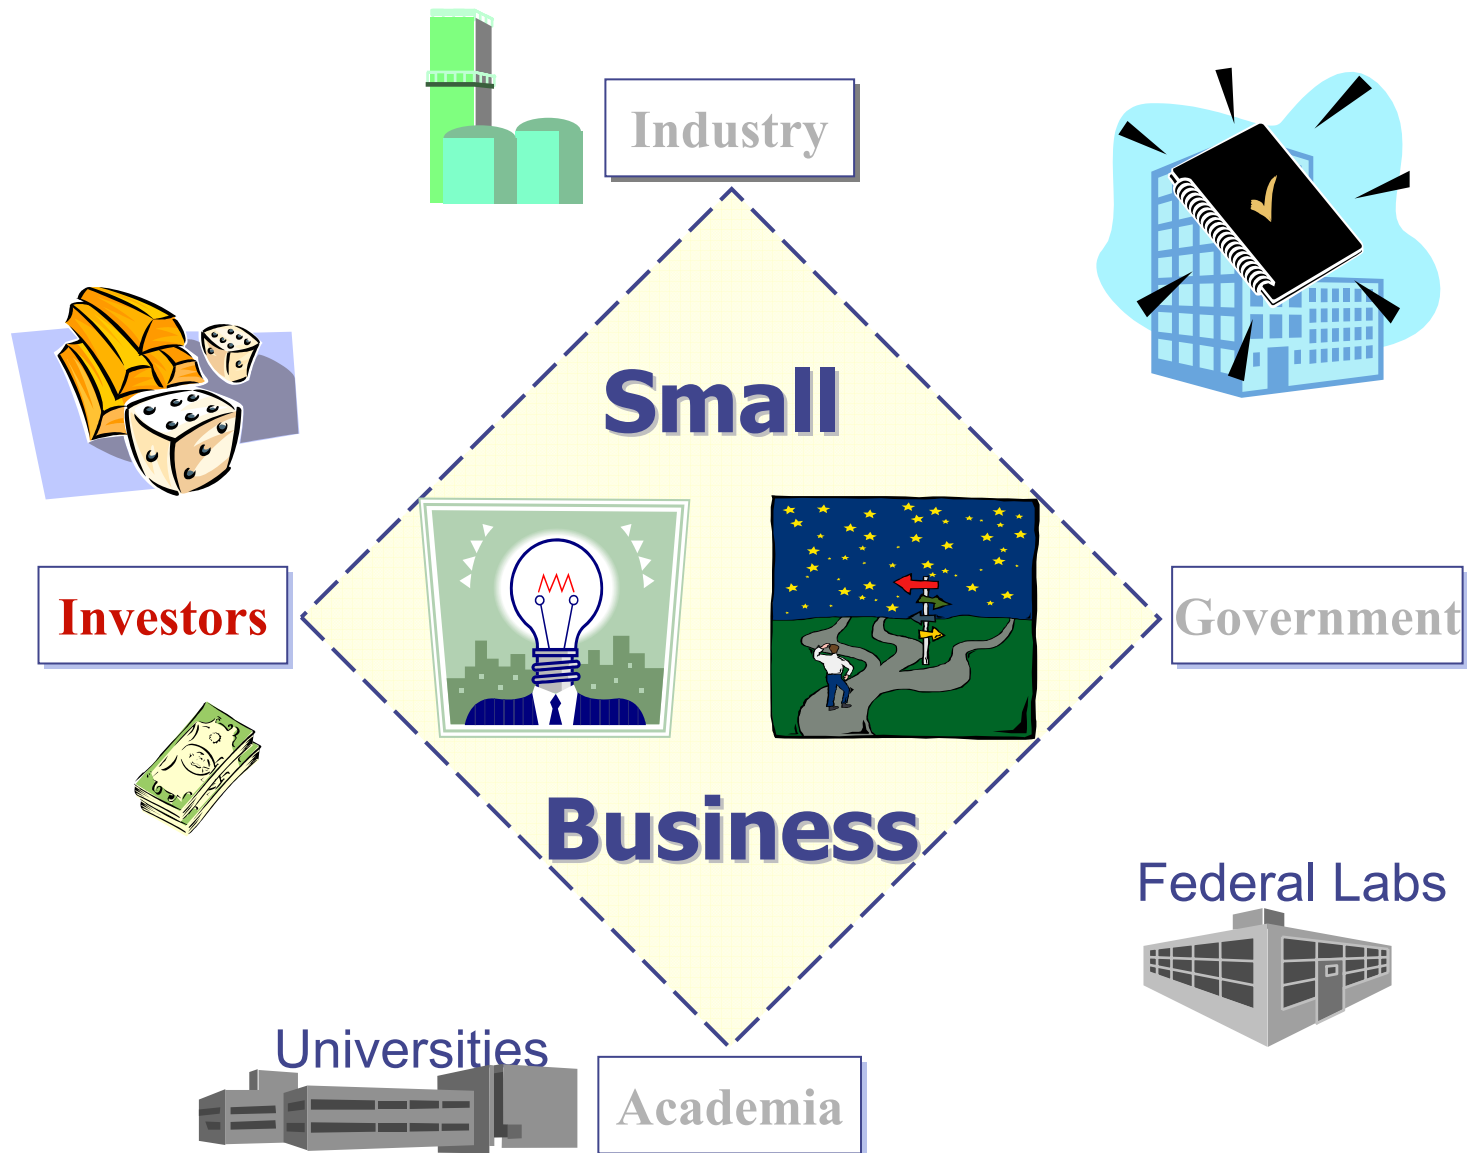 Industry
Small
Investors
Government
Business
Federal Labs
Universities
Academia